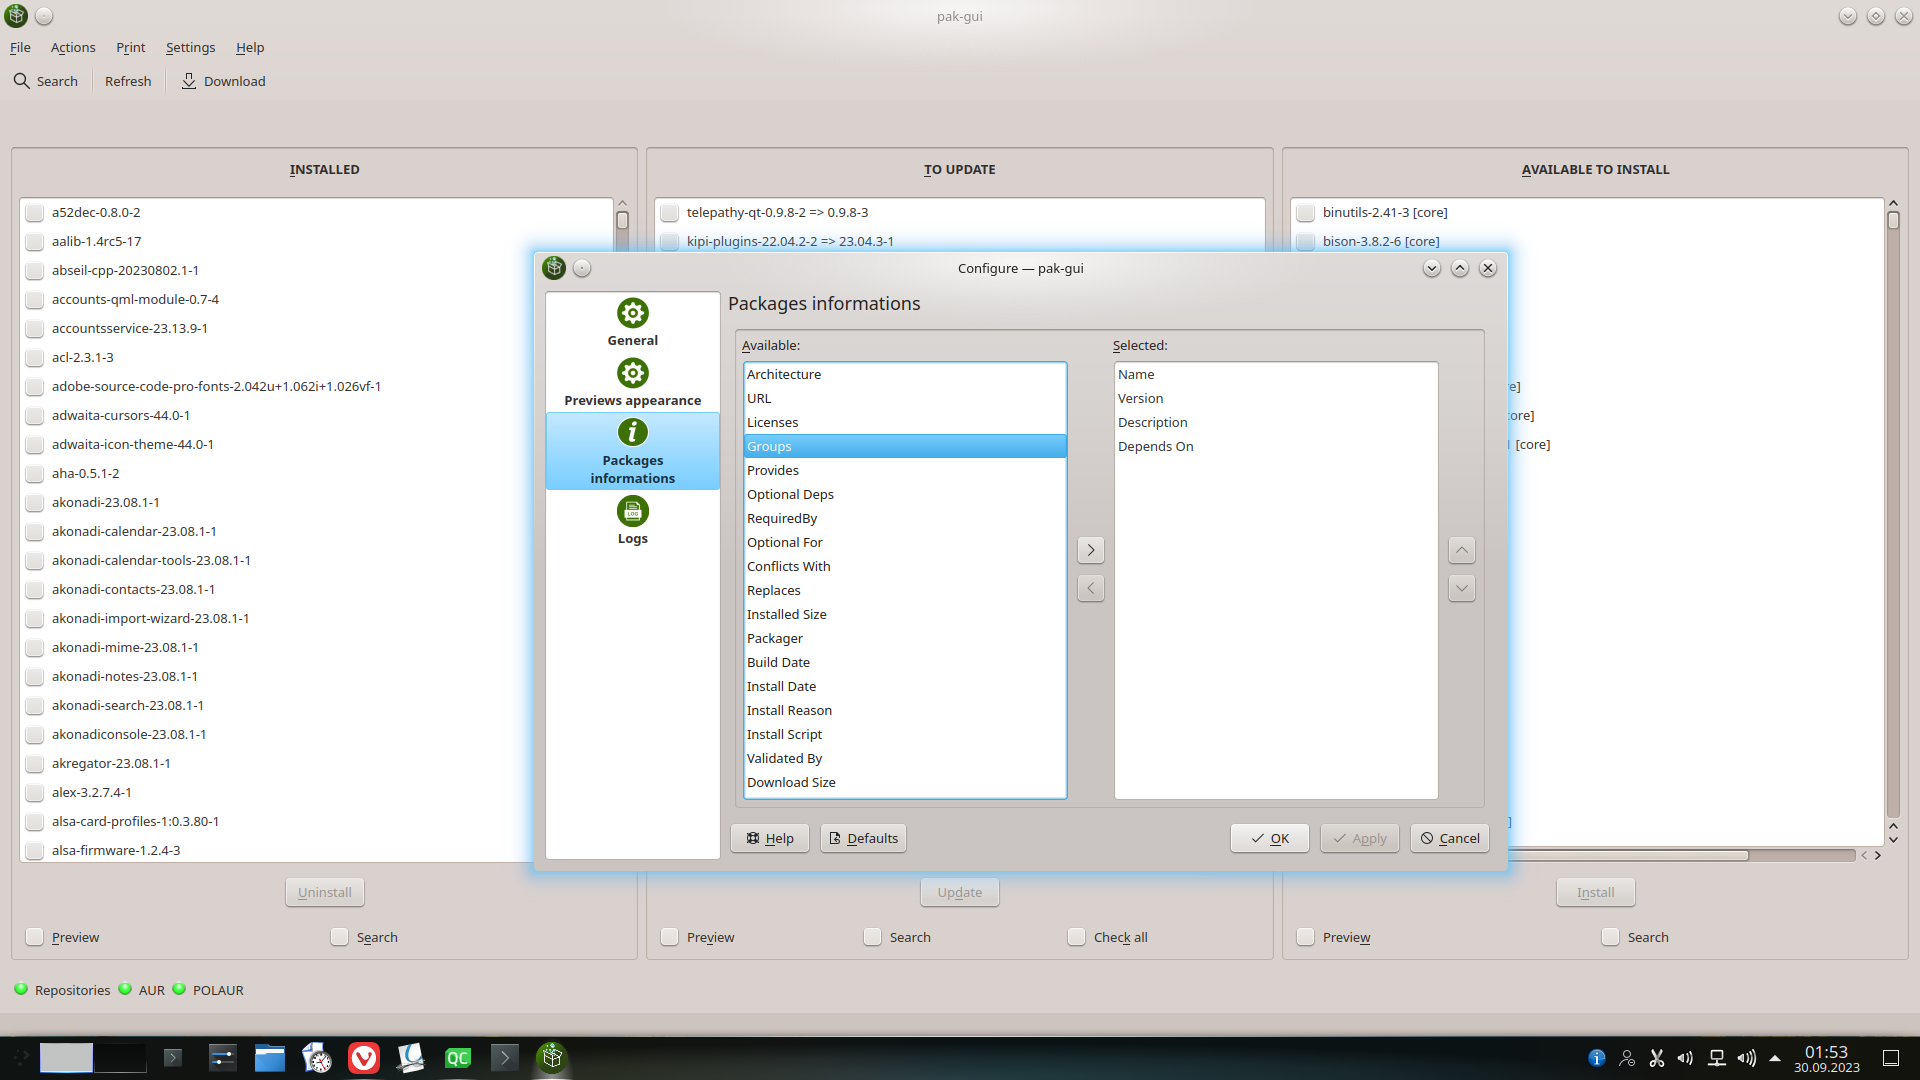 pak-gui
File Actions Print Settings Help
Search Refresh Download
INSTALLED
a52dec-0.8.0-2
aalib-1.4rc5-17
abseil-cpp-20230802.1-1
accounts-qml-module-0.7-4
accountsservice-23.13.9-1
acl-2.3.1-3
adobe-source-code-pro-fonts-2.042u+1.062i+1.026vf-1
adwaita-cursors-44.0-1
adwaita-icon-theme-44.0-1
aha-0.5.1-2
akonadi-23.08.1-1
akonadi-calendar-23.08.1-1
akonadi-calendar-tools-23.08.1-1
akonadi-contacts-23.08.1-1
akonadi-import-wizard-23.08.1-1
akonadi-mime-23.08.1-1
akonadi-notes-23.08.1-1
akonadi-search-23.08.1-1
akonadiconsole-23.08.1-1
akregator-23.08.1-1
alex-3.2.7.4-1
alsa-card-profiles-1:0.3.80-1
alsa-firmware-1.2.4-3
Uninstall
Preview Search
TO UPDATE
telepathy-qt-0.9.8-2 => 0.9.8-3
kipi-plugins-22.04.2-2 => 23.04.3-1
Update
Preview Search Check all
AVAILABLE TO INSTALL
binutils-2.41-3 [core]
bison-3.8.2-6 [core]
[core]
Install
Preview Search
Configure — pak-gui
General
Previews appearance
Packages
informations
Logs
Packages informations
Available:
Architecture
URL
Licenses
Groups
Provides
Optional Deps
RequiredBy
Optional For
Conflicts With
Replaces
Installed Size
Packager
Build Date
Install Date
Install Reason
Install Script
Validated By
Download Size
Selected:
Name
Version
Description
Depends On
Help Defaults OK Apply Cancel
Repositories AUR POLAUR
QC
01:53
30.09.2023